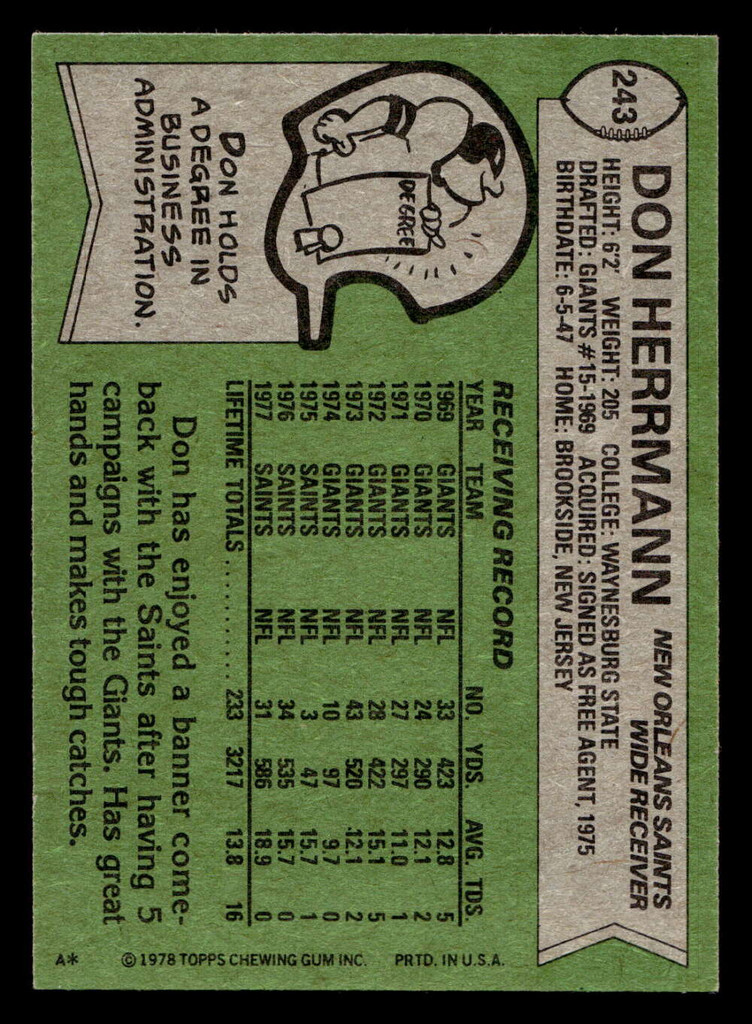 243
DON HERRMANN
NEW ORLEANS SAINTS
WIDE RECEIVER
HEIGHT: 6'2" WEIGHT: 205 COLLEGE: WAYNESBURG STATE
DRAFTED: GIANTS #15-1969 ACQUIRED: SIGNED AS FREE AGENT, 1975
BIRTHDATE: 6-5-47 HOME: BROOKSIDE, NEW JERSEY
DEGREE
DON HOLDS
A DEGREE IN
BUSINESS
ADMINISTRATION.
RECEIVING RECORD
YEAR TEAM NO. YDS. AVG. TDS.
1969 GIANTS NFL 33 423 12.8 5
1970 GIANTS NFL 24 290 12.1 2
1971 GIANTS NFL 27 297 11.0 1
1972 GIANTS NFL 28 422 15.1 5
1973 GIANTS NFL 43 520 12.1 2
1974 GIANTS NFL 10 97 9.7 0
1975 SAINTS NFL 3 47 15.7 1
1976 SAINTS NFL 34 535 15.7 0
1977 SAINTS NFL 31 586 18.9 0
LIFETIME TOTALS ............ 233 3217 13.8 16
Don has enjoyed a banner come-
back with the Saints after having 5
campaigns with the Giants. Has great
hands and makes tough catches.
A* © 1978 TOPPS CHEWING GUM INC. PRTD. IN U.S.A.